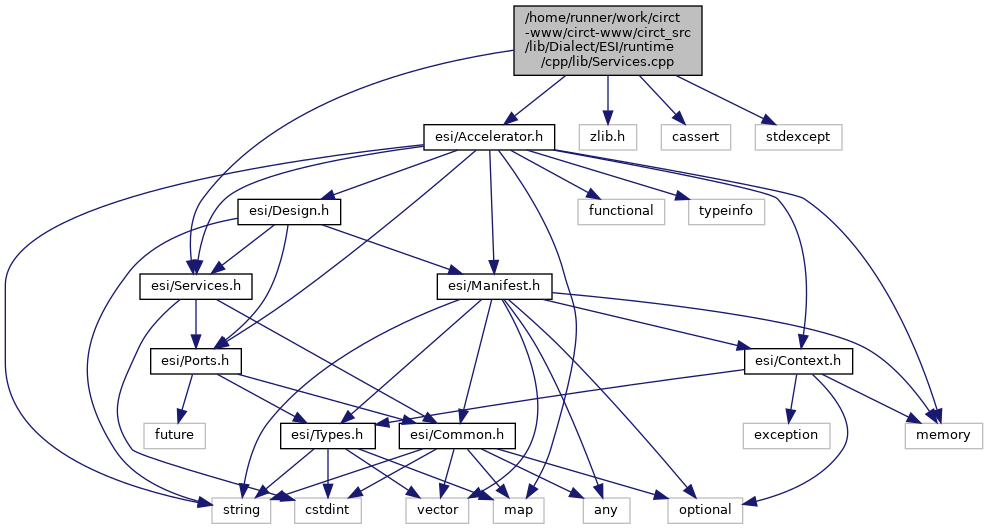 /home/runner/work/circt
-www/circt-www/circt_src
/lib/Dialect/ESI/runtime
/cpp/lib/Services.cpp
esi/Accelerator.h
zlib.h
cassert
stdexcept
esi/Design.h
functional
typeinfo
esi/Services.h
esi/Manifest.h
esi/Ports.h
esi/Context.h
future
esi/Types.h
esi/Common.h
exception
memory
string
cstdint
vector
map
any
optional